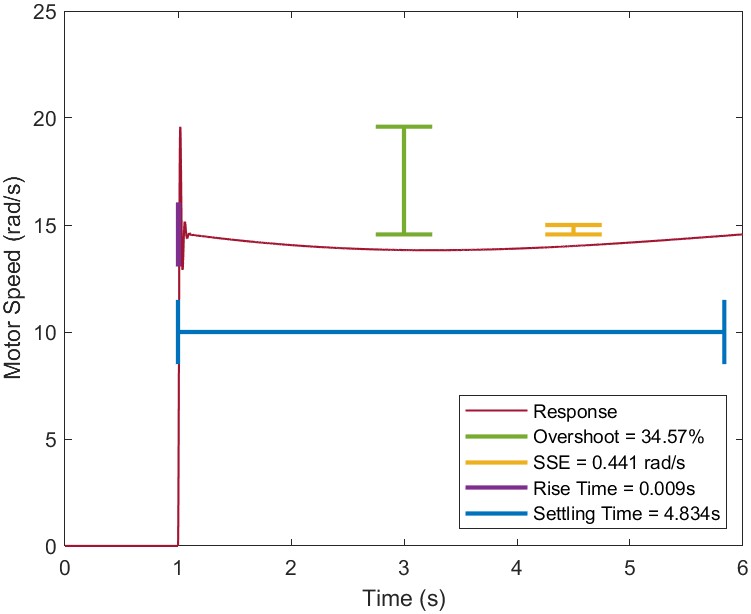 25
20
15
10
5
0
Motor Speed (rad/s)
0 1 2 3 4 5 6
Time (s)
Response
Overshoot = 34.57%
SSE = 0.441 rad/s
Rise Time = 0.009s
Settling Time = 4.834s